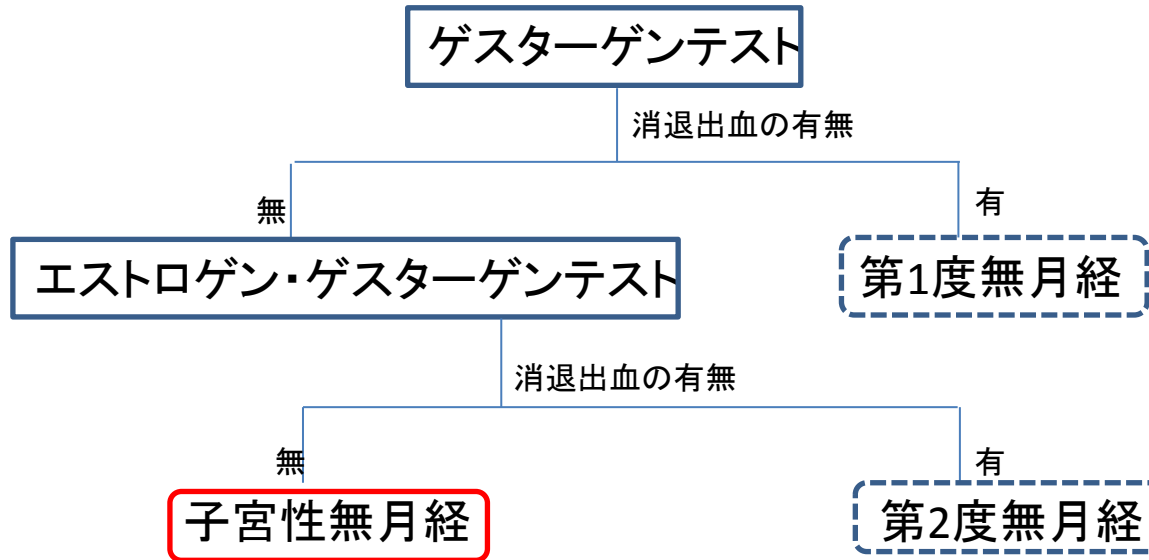 ゲスターゲンテスト
消退出血の有無
無
有
エストロゲン・ゲスターゲンテスト
第1度無月経
消退出血の有無
無
有
子宮性無月経
第2度無月経